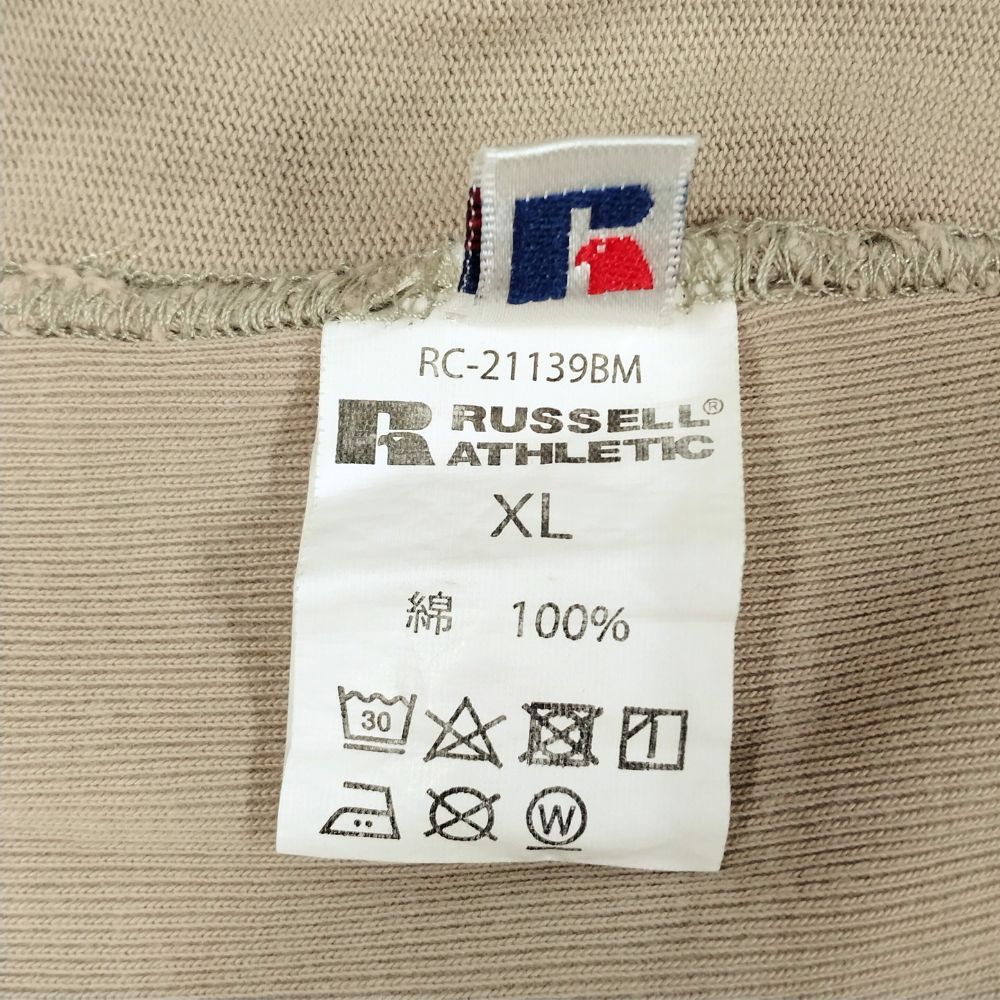 RC-21139BM
RUSSELL®
ATHLETIC
XL
綿 100%
30
W